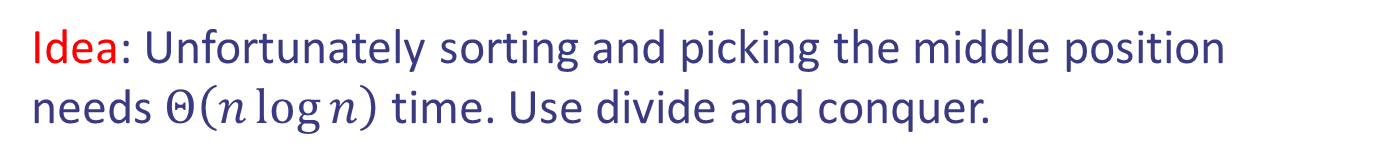 Idea: Unfortunately sorting and picking the middle position
needs Θ(n log n) time. Use divide and conquer.